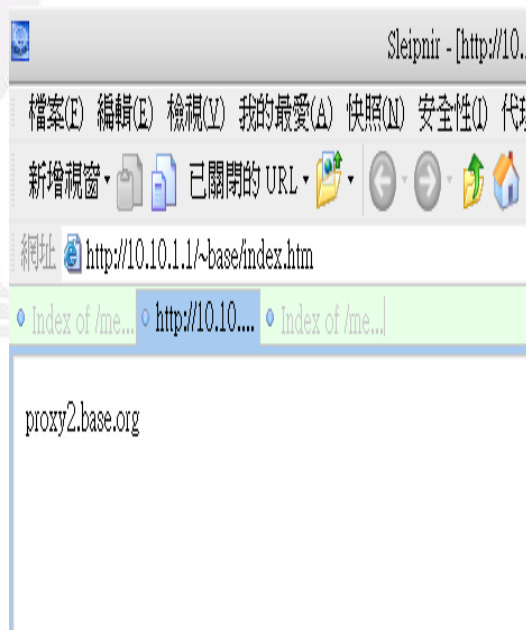 Sleipnir - [http://10.
檔案(F) 編輯(E) 檢視(V) 我的最愛(A) 快照(N) 安全性(I)
新增視窗 已關閉的 URL
網址 http://10.10.1.1/~base/index.htm
Index of /me... http://10.10.... Index of /me...
proxy2.base.org